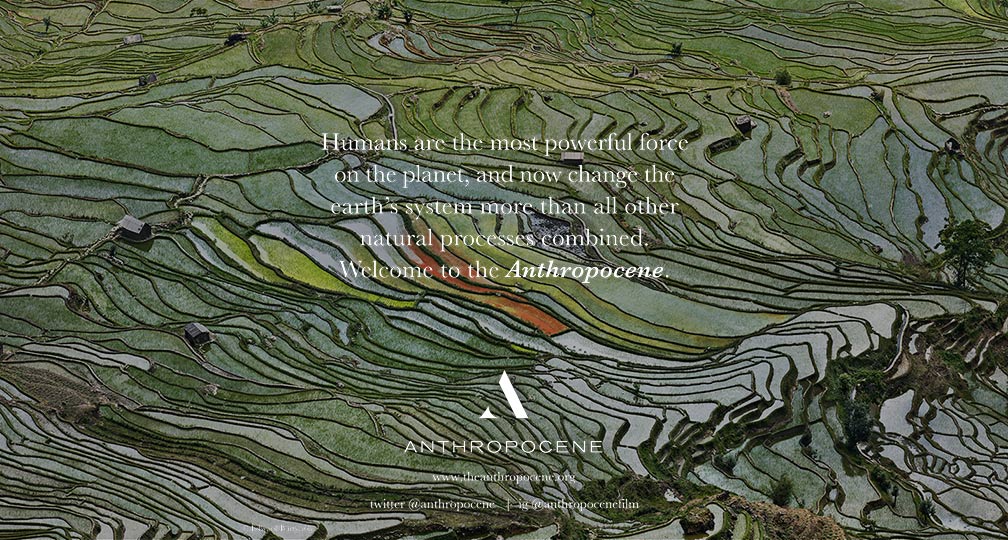 Humans are the most powerful force
on the planet, and now change the
earth's system more than all other
natural processes combined.
Welcome to the Anthropocene.
ANTHROPOCENE
www.theanthropocene.org
twitter @anthropocene | ig @anthropocenefilm